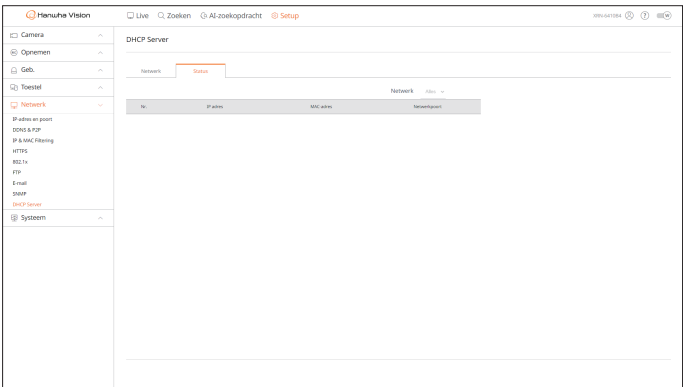 Hanwha Vision
Live Zoeken AI-zoekopdracht Setup
Camera
DHCP Server
Opnemen
Geb.
Netwerk Status
Toestel
Netwerk Alles
Netwerk
Nr. IP-adres MAC-adres Netwerkpoort
IP-adres en poort
DDNS & P2P
IP & MAC Filtering
HTTPS
802.1x
FTP
E-mail
SNMP
DHCP Server
Systeem